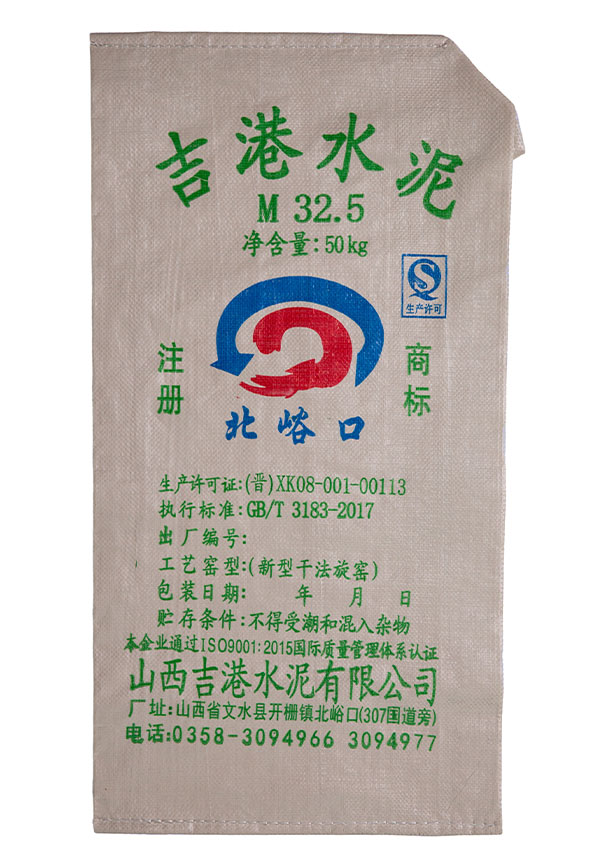 吉港水泥
M 32.5
净含量:50kg
生产许可
注册 商标
北峪口
生产许可证:(晋)XK08-001-00113
执行标准:GB/T 3183-2017
出厂编号:
工艺窑型:(新型干法旋窑)
包装日期: 年 月 日
贮存条件:不得受潮和混入杂物
本企业通过ISO9001:2015国际质量管理体系认证
山西吉港水泥有限公司
厂址:山西省文水县开栅镇北峪口(307国道旁)
电话:0358-3094966 3094977